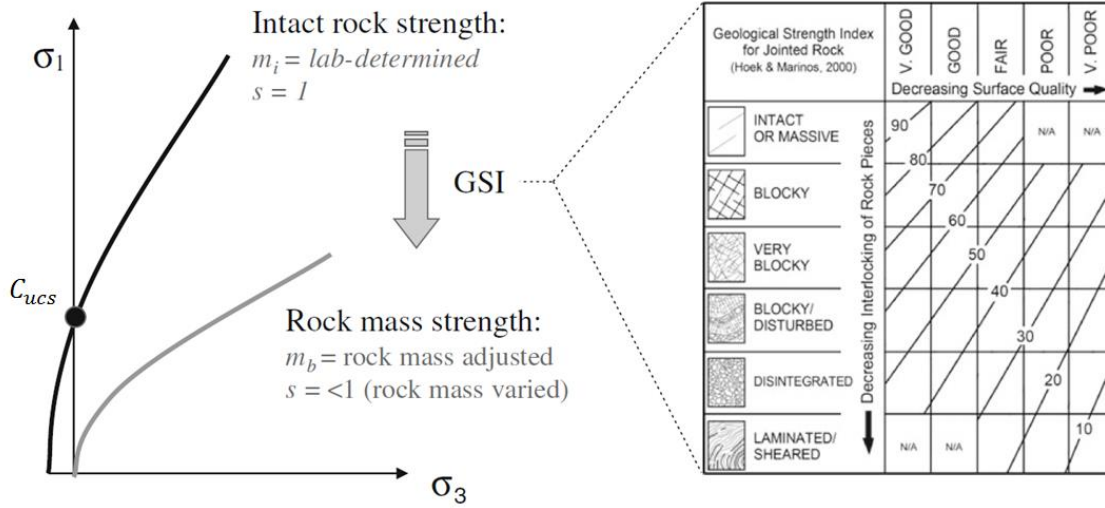 σ1
Intact rock strength:
mi = lab-determined
s = 1
GSI
Cucs
Rock mass strength:
mb = rock mass adjusted
s = <1 (rock mass varied)
σ3
Geological Strength Index
for Jointed Rock
(Hoek & Marinos, 2000)
V. GOOD
GOOD
FAIR
POOR
V. POOR
Decreasing Surface Quality
Decreasing Interlocking of Rock Pieces
INTACT
OR MASSIVE
BLOCKY
VERY
BLOCKY
BLOCKY/
DISTURBED
DISINTEGRATED
LAMINATED/
SHEARED
90
N/A N/A
80
70
60
50
40
30
20
10
N/A N/A